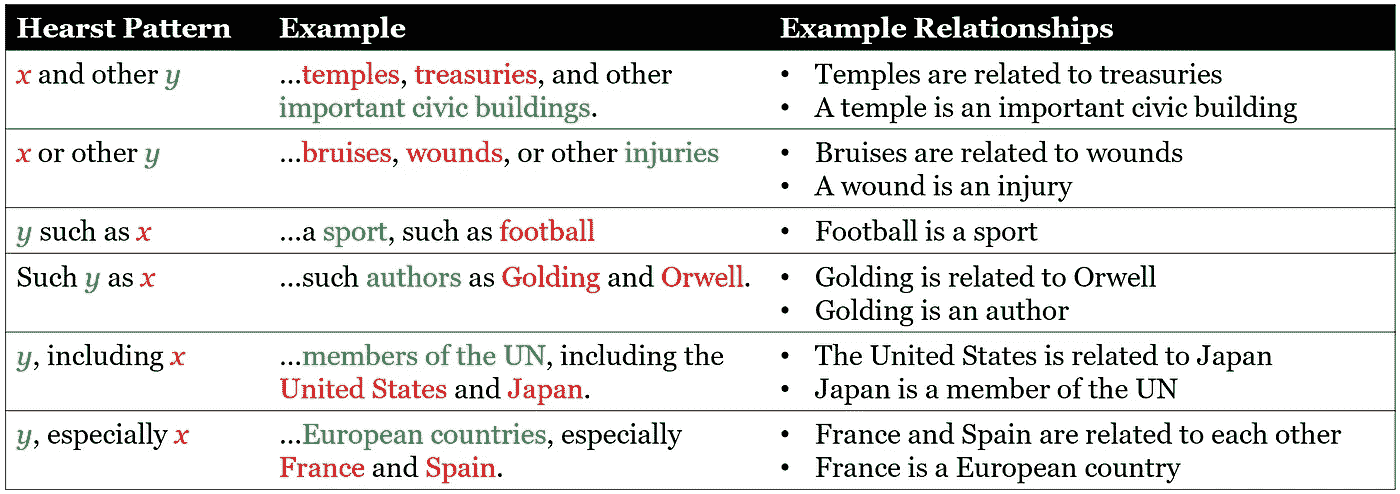 Hearst Pattern Example Example Relationships
x and other y …temples, treasuries, and other • Temples are related to treasuries
important civic buildings. • A temple is an important civic building
x or other y …bruises, wounds, or other injuries • Bruises are related to wounds
• A wound is an injury
y such as x …a sport, such as football • Football is a sport
Such y as x …such authors as Golding and Orwell. • Golding is related to Orwell
• Golding is an author
y, including x …members of the UN, including the • The United States is related to Japan
United States and Japan. • Japan is a member of the UN
y, especially x …European countries, especially • France and Spain are related to each other
France and Spain. • France is a European country